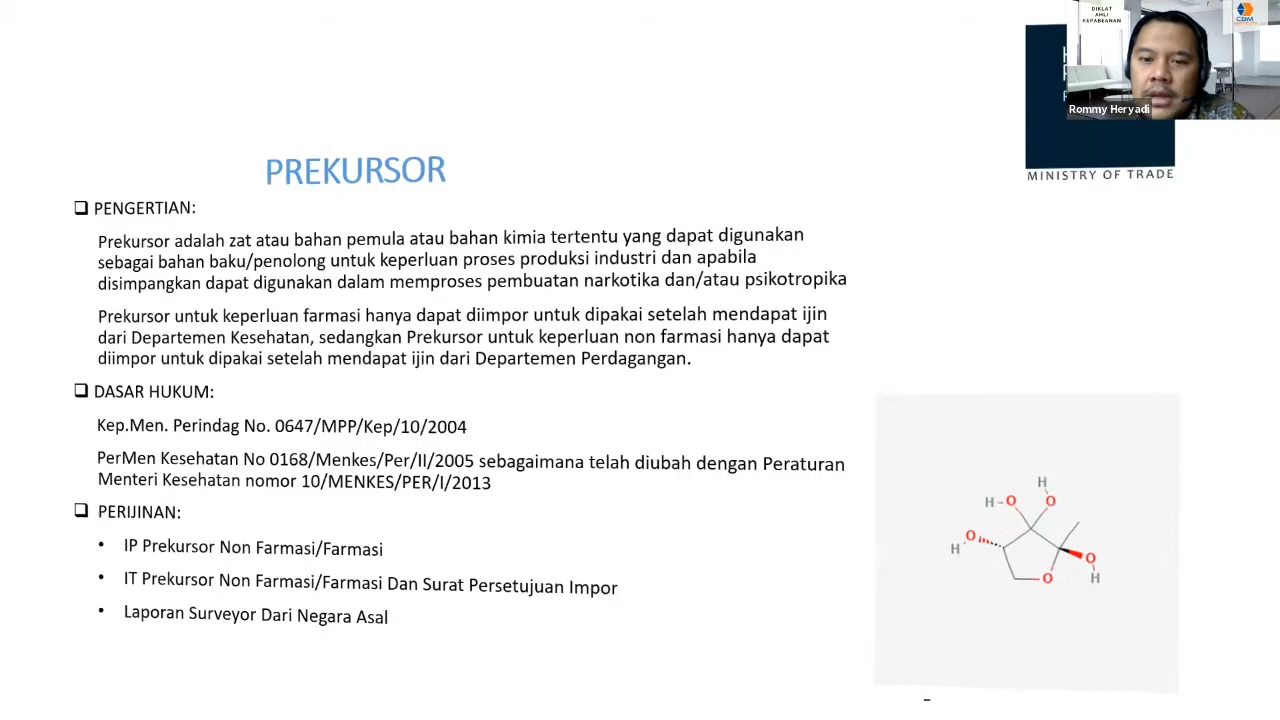 DIKLAT
AHLI
KEPABEANAN
CBM
Rommy Heryadi
MINISTRY OF TRADE
PREKURSOR
PENGERTIAN:
Prekursor adalah zat atau bahan pemula atau bahan kimia tertentu yang dapat digunakan
sebagai bahan baku/penolong untuk keperluan proses produksi industri dan apabila
disimpangkan dapat digunakan dalam memproses pembuatan narkotika dan/atau psikotropika
Prekursor untuk keperluan farmasi hanya dapat diimpor untuk dipakai setelah mendapat ijin
dari Departemen Kesehatan, sedangkan Prekursor untuk keperluan non farmasi hanya dapat
diimpor untuk dipakai setelah mendapat ijin dari Departemen Perdagangan.
DASAR HUKUM:
Kep.Men. Perindag No. 0647/MPP/Kep/10/2004
PerMen Kesehatan No 0168/Menkes/Per/II/2005 sebagaimana telah diubah dengan Peraturan
Menteri Kesehatan nomor 10/MENKES/PER/I/2013
PERIJINAN:
• IP Prekursor Non Farmasi/Farmasi
• IT Prekursor Non Farmasi/Farmasi Dan Surat Persetujuan Impor
• Laporan Surveyor Dari Negara Asal
H
H-O O
O
H
O
O H